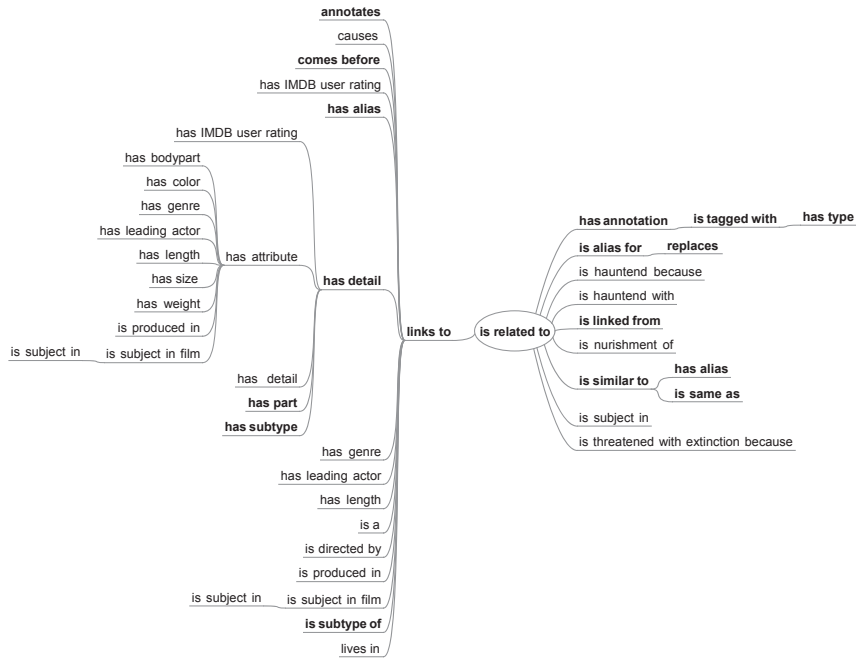 annotates
causes
comes before
has IMDB user rating
has alias
has IMDB user rating
has bodypart
has color
has genre
has leading actor
has length
has size
has weight
is produced in
is subject in
is subject in film
has attribute
has detail
has detail
has part
has subtype
has genre
has leading actor
has length
is a
is directed by
is produced in
is subject in
is subject in film
is subtype of
lives in
links to
is related to
has annotation
is tagged with
has type
is alias for
replaces
is hauntend because
is hauntend with
is linked from
is nurishment of
is similar to
has alias
is same as
is subject in
is threatened with extinction because